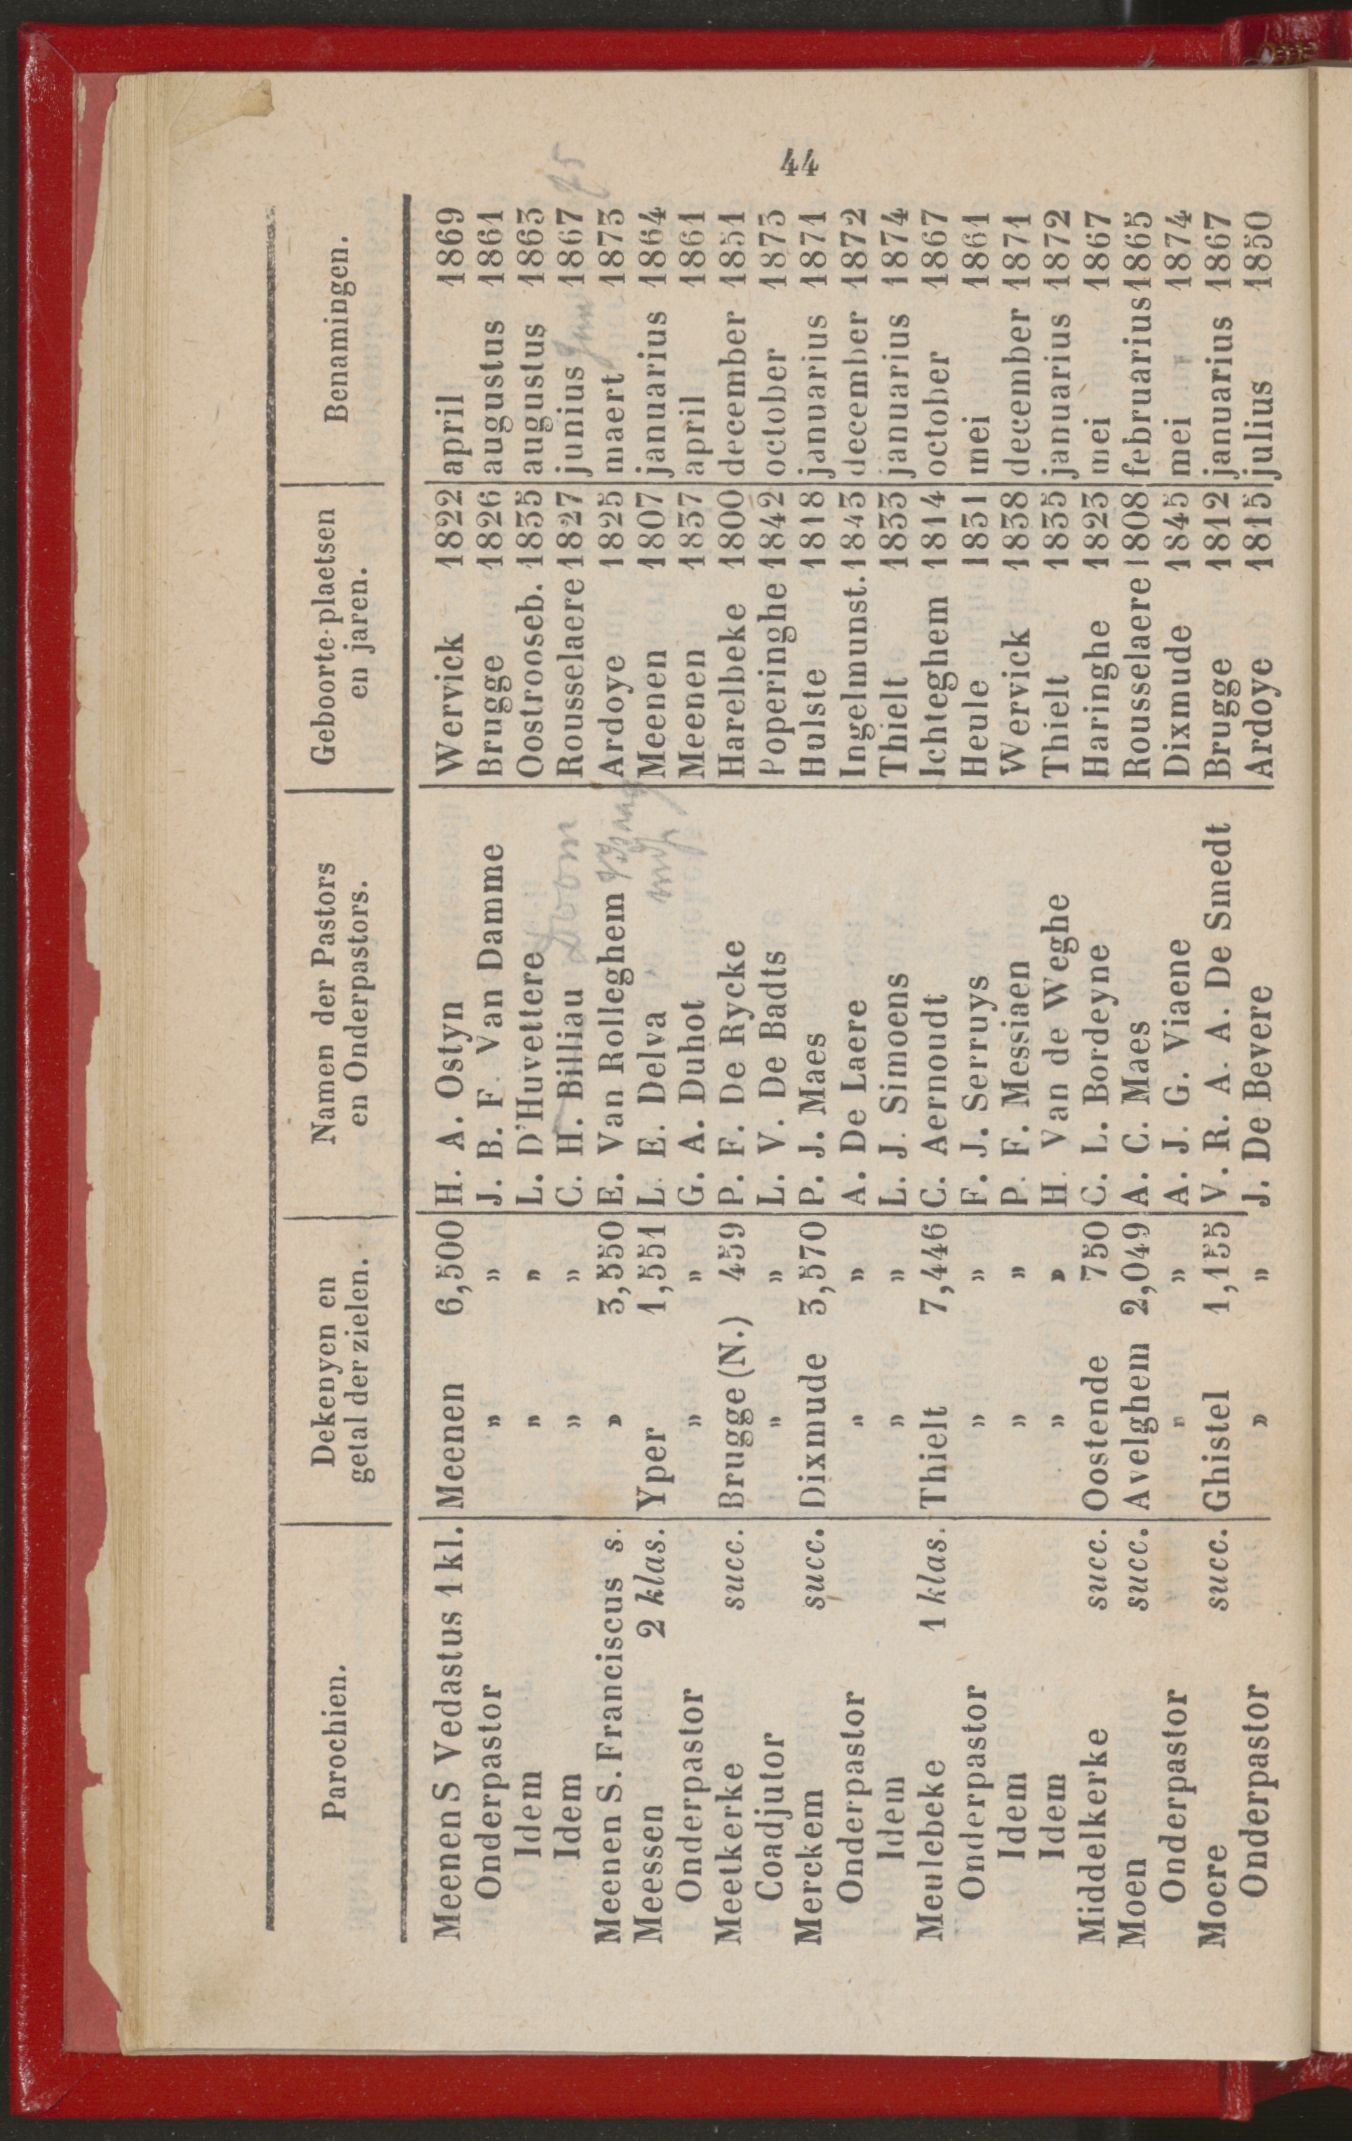 44
Parochien. Dekenyen en getal der zielen. Namen der Pastors en Onderpastors. Geboorte-plaetsen en jaren. Benamingen.
Meenen S Vedastus 1 kl. Meenen 6,500 H. A. Ostyn Wervick 1822 april 1869
Onderpastor » » J. B. F. Van Damme Brugge 1826 augustus 1861
Idem » » L. D'Huvettere Oostrooseb. 1835 augustus 1863
Idem » » C. H. Billiau Rousselaere 1827 junius 1867
Meenen S. Franciscus s. » 3,550 E. Van Rolleghem Ardoye 1825 maert 1873
Meessen 2 klas. Yper 1,551 L. E. Delva Meenen 1807 januarius 1864
Onderpastor » » G. A. Duhot Meenen 1837 april 1861
Meetkerke succ. Brugge (N.) 459 P. F. De Rycke Harelbeke 1800 december 1851
Coadjutor » » L. V. De Badts Poperinghe 1842 october 1873
Merckem succ. Dixmude 3,570 P. J. Maes Hulste 1818 januarius 1871
Onderpastor » » A. De Laere Ingelmunst. 1843 december 1872
Idem » » L. J. Simoens Thielt 1833 januarius 1874
Meulebeke 1 klas. Thielt 7,446 C. Aernoudt Ichteghem 1814 october 1867
Onderpastor » » F. J. Serruys Heule 1831 mei 1861
Idem » » P. F. Messiaen Wervick 1838 december 1871
Idem » » H. Van de Weghe Thielt 1835 januarius 1872
Middelkerke succ. Oostende 750 C. L. Bordeyne Haringhe 1823 mei 1867
Moen succ. Avelghem 2,049 A. C. Maes Rousselaere 1808 februarius 1865
Onderpastor » » A. J. G. Viaene Dixmude 1845 mei 1874
Moere succ. Ghistel 1,155 V. R. A. A. De Smedt Brugge 1812 januarius 1867
Onderpastor » » J. De Bevere Ardoye 1815 julius 1850